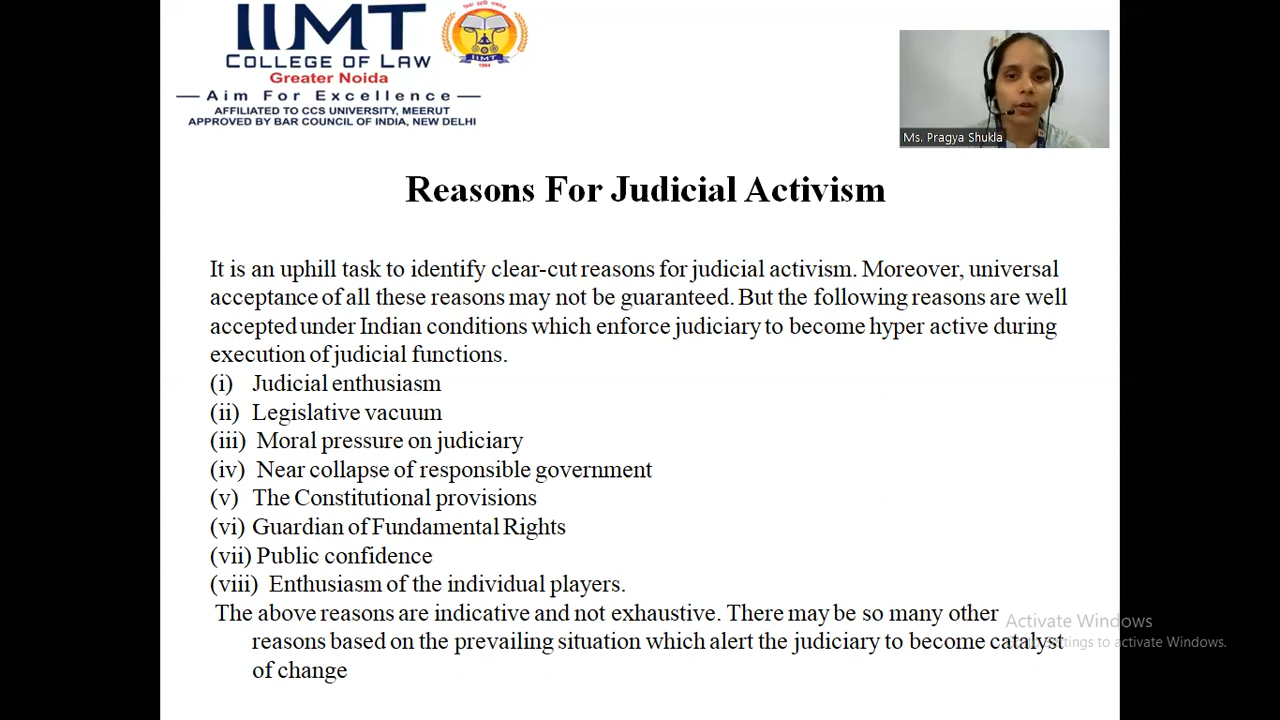 IIMT
COLLEGE OF LAW
Greater Noida
Aim For Excellence
AFFILIATED TO CCS UNIVERSITY, MEERUT
APPROVED BY BAR COUNCIL OF INDIA, NEW DELHI
IIMT
1994
Ms. Pragya Shukla
Reasons For Judicial Activism
It is an uphill task to identify clear-cut reasons for judicial activism. Moreover, universal
acceptance of all these reasons may not be guaranteed. But the following reasons are well
accepted under Indian conditions which enforce judiciary to become hyper active during
execution of judicial functions.
(i) Judicial enthusiasm
(ii) Legislative vacuum
(iii) Moral pressure on judiciary
(iv) Near collapse of responsible government
(v) The Constitutional provisions
(vi) Guardian of Fundamental Rights
(vii) Public confidence
(viii) Enthusiasm of the individual players.
The above reasons are indicative and not exhaustive. There may be so many other
reasons based on the prevailing situation which alert the judiciary to become catalyst
of change
Activate Windows
Settings to activate Windows.